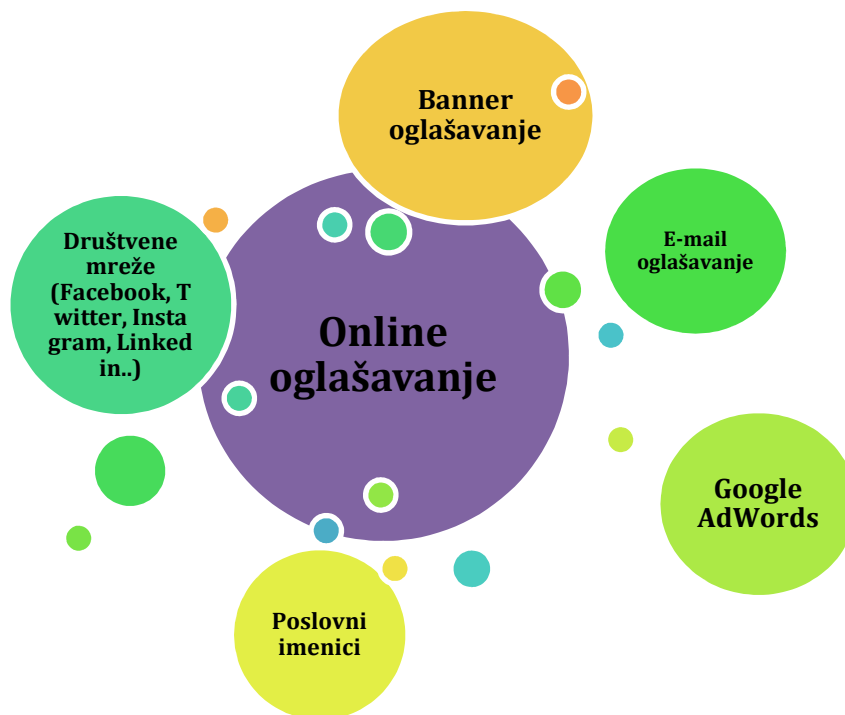 Banner
oglašavanje
E-mail
oglašavanje
Društvene
mreže
(Facebook, T
witter, Insta
gram, Linked
in..)
Online
oglašavanje
Google
AdWords
Poslovni
imenici